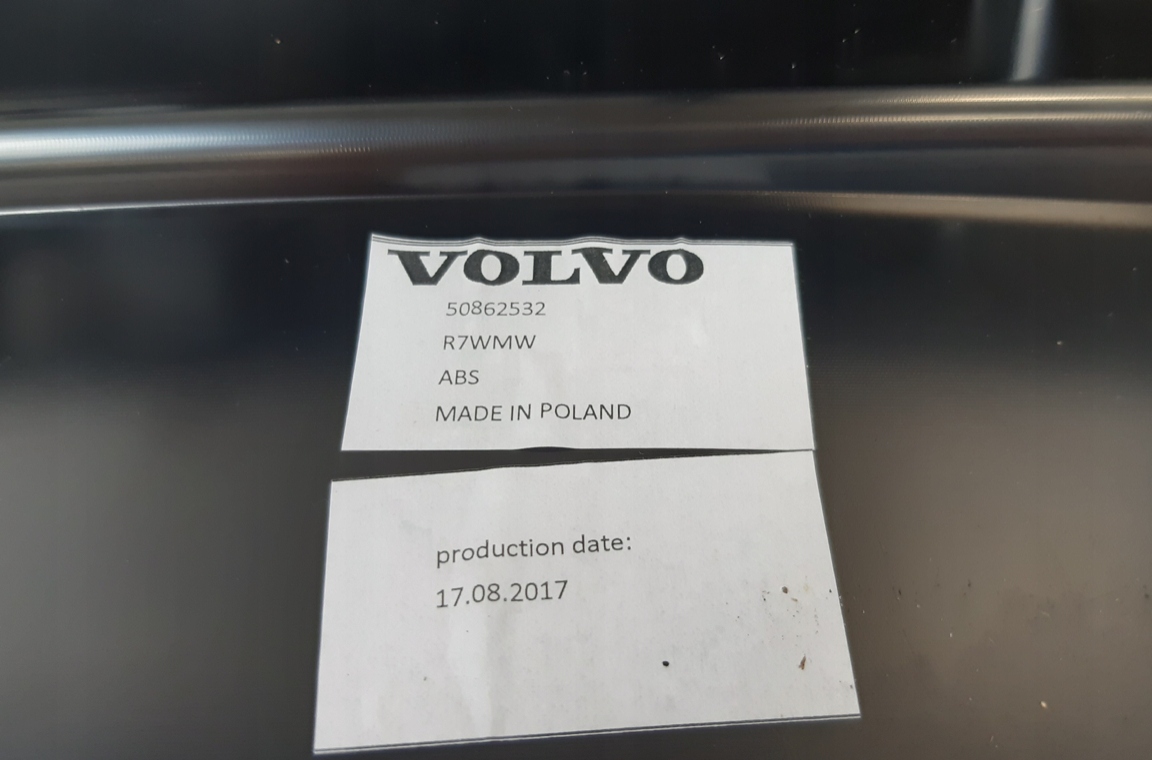 VOLVO
50862532
R7WMW
ABS
MADE IN POLAND
production date:
17.08.2017